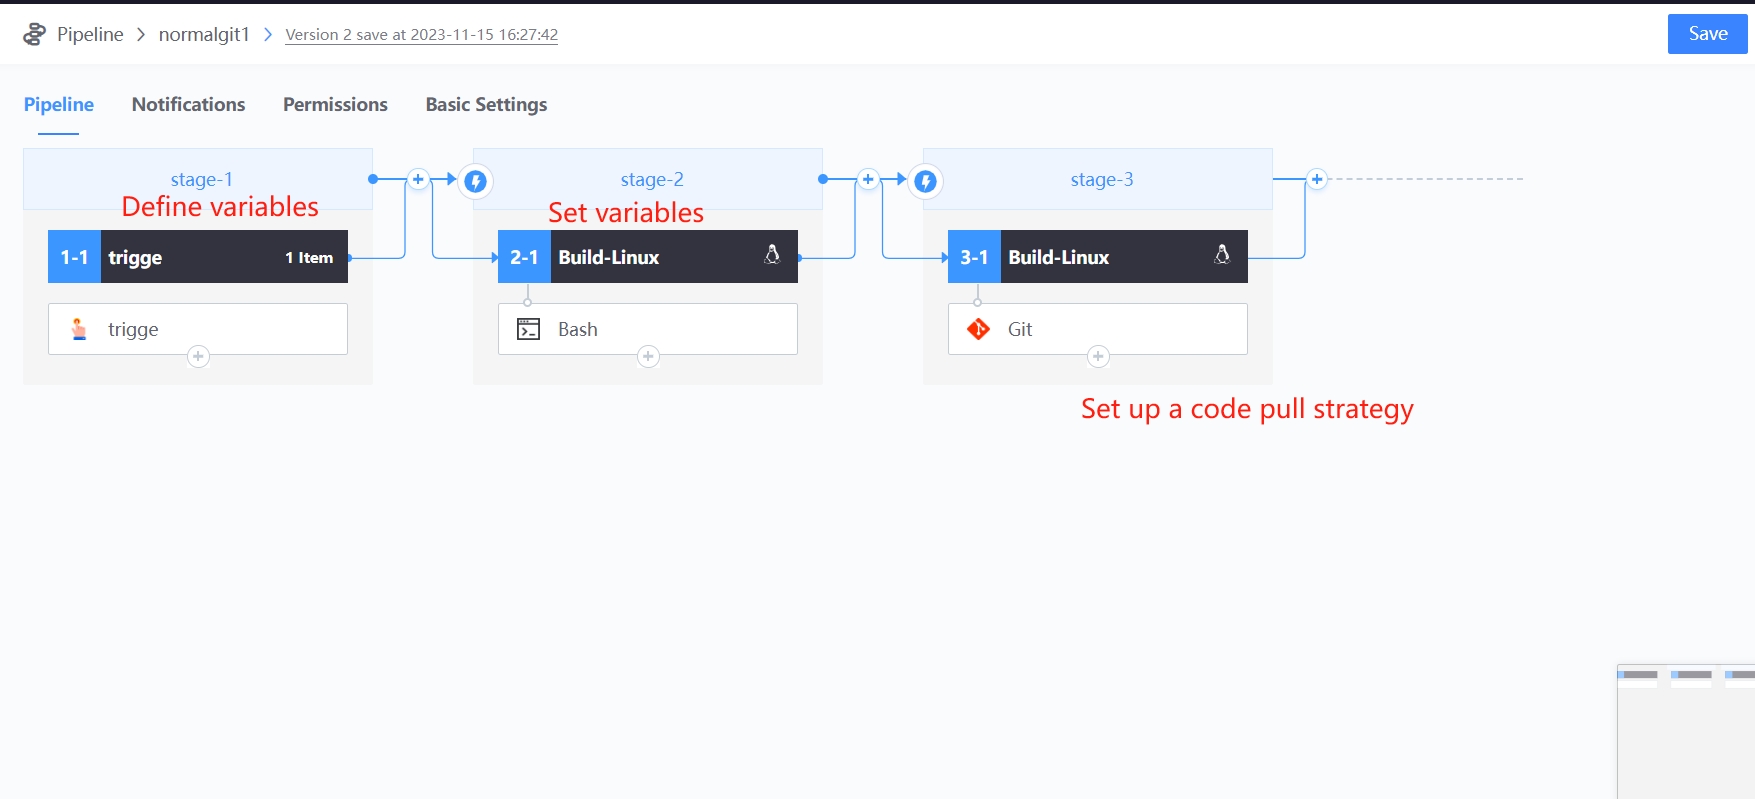 Pipeline > normalgit1 > Version 2 save at 2023-11-15 16:27:42
Save
Pipeline Notifications Permissions Basic Settings
stage-1
Define variables
1-1 trigge 1 Item
trigge
stage-2
Set variables
2-1 Build-Linux
Bash
stage-3
3-1 Build-Linux
Git
Set up a code pull strategy